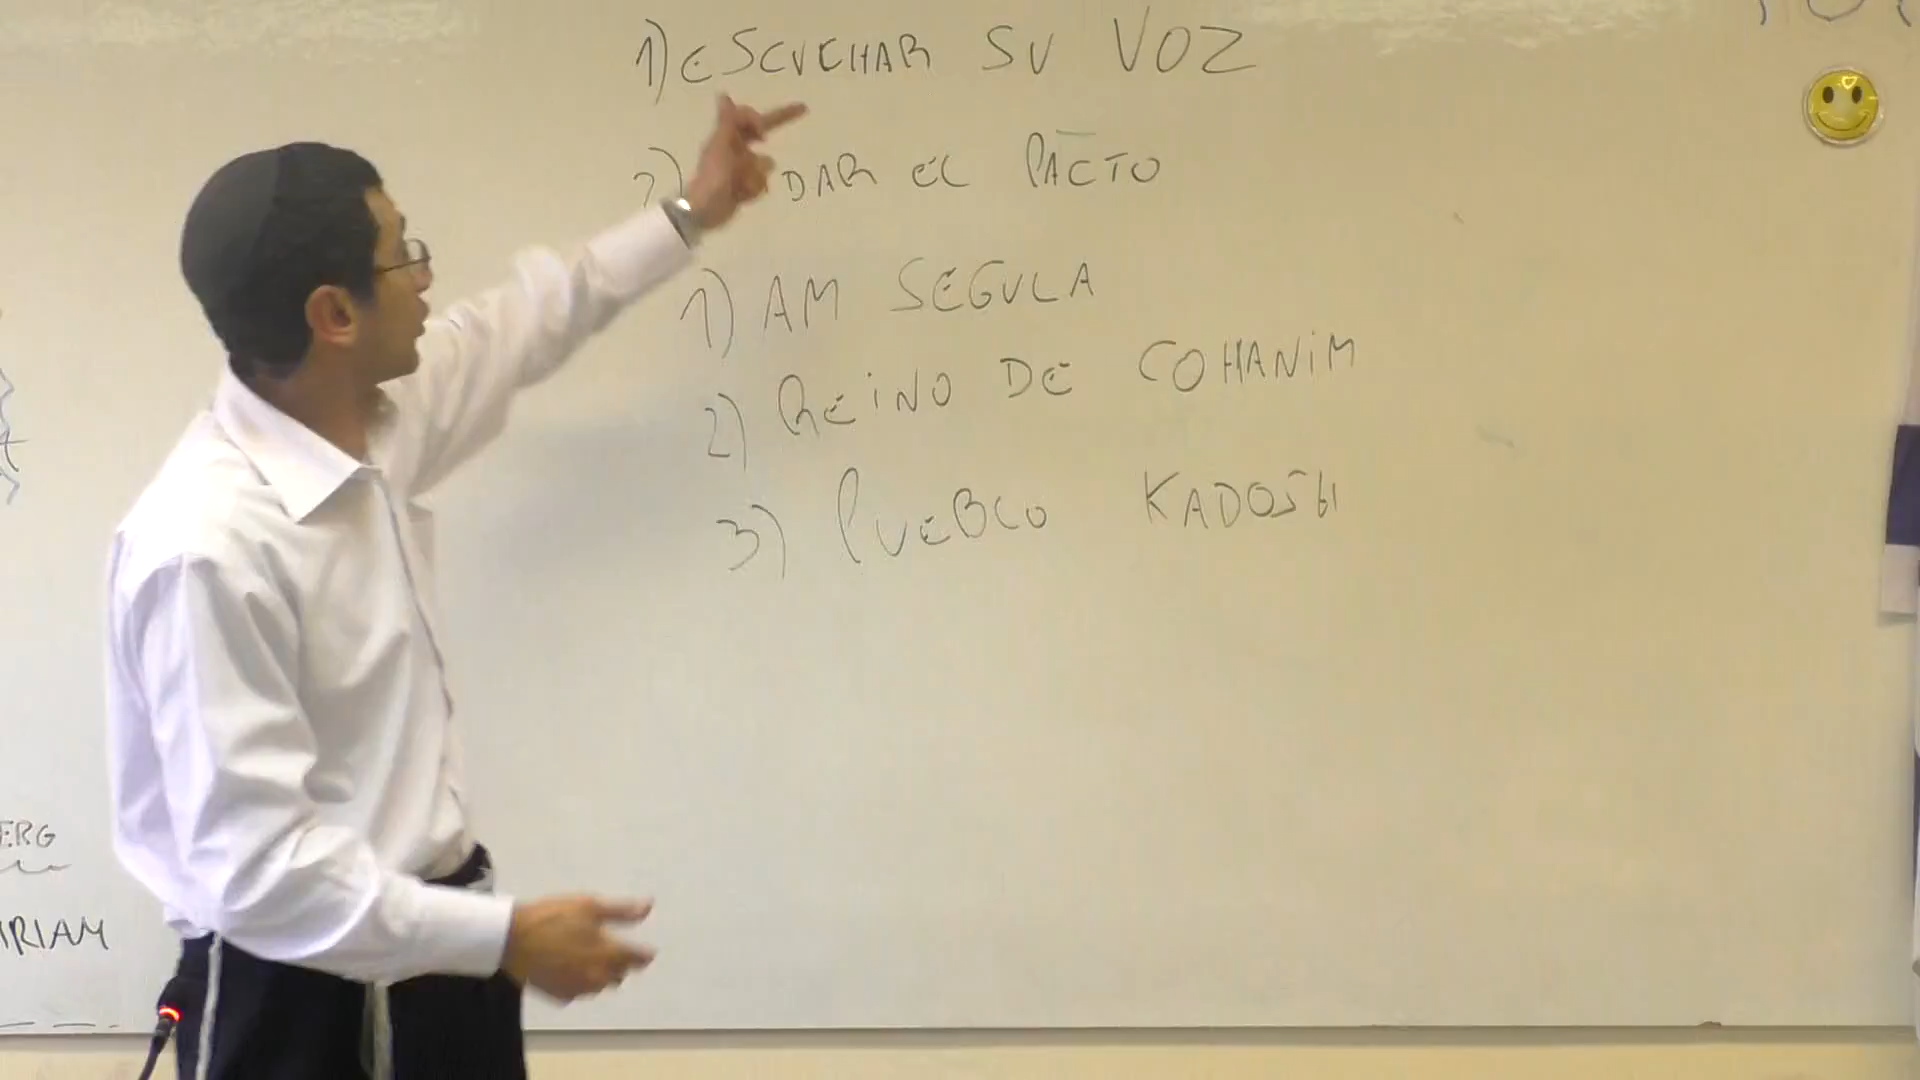 1) ESCUCHAR SU VOZ
2) DAR EL PACTO
1) AM SEGULA
2) REINO DE COHANIM
3) PUEBLO KADOSH
ERG
IRIAM